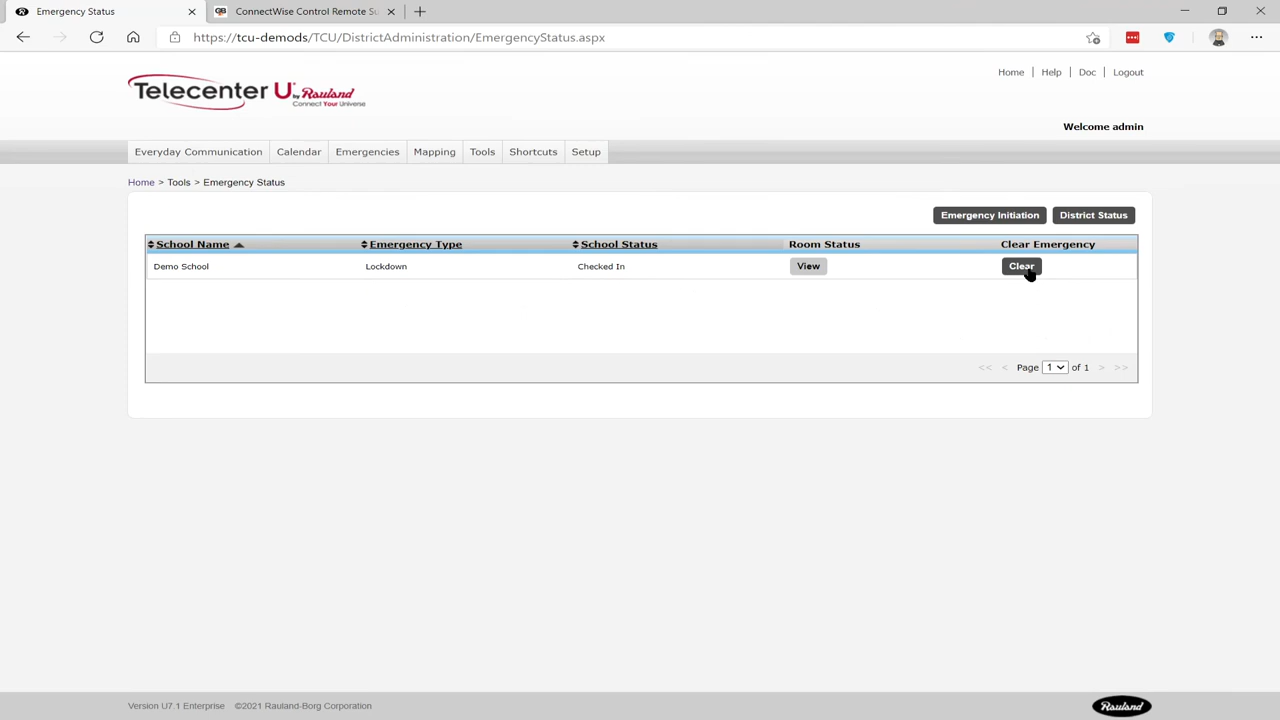 Emergency Status
ConnectWise Control Remote Su
https://tcu-demods/TCU/DistrictAdministration/EmergencyStatus.aspx
Telecenter U by Rauland
Connect Your Universe
Home | Help | Doc | Logout
Welcome admin
Everyday Communication Calendar Emergencies Mapping Tools Shortcuts Setup
Home > Tools > Emergency Status
Emergency Initiation District Status
School Name Emergency Type School Status Room Status Clear Emergency
Demo School Lockdown Checked In View Clear
<< < Page 1 of 1 > >>
Version U7.1 Enterprise ©2021 Rauland-Borg Corporation
Rauland